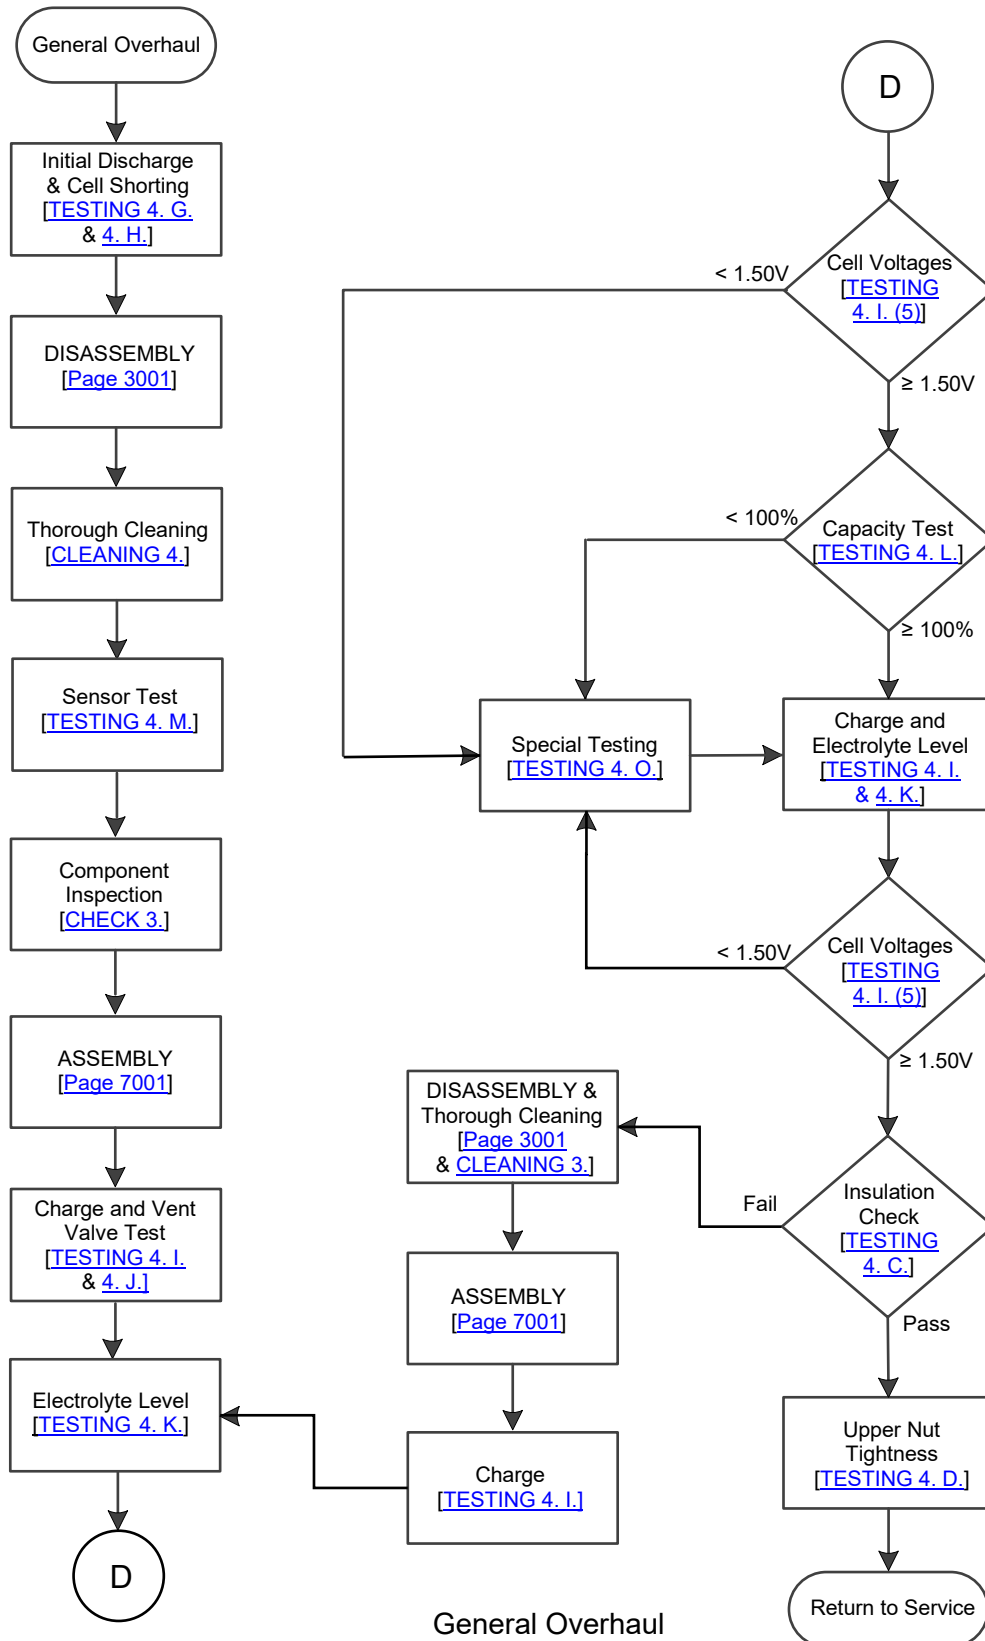 General Overhaul
Initial Discharge
& Cell Shorting
[TESTING 4. G.
& 4. H.]
DISASSEMBLY
[Page 3001]
Thorough Cleaning
[CLEANING 4.]
Sensor Test
[TESTING 4. M.]
Component
Inspection
[CHECK 3.]
ASSEMBLY
[Page 7001]
Charge and Vent
Valve Test
[TESTING 4. I.
& 4. J.]
Electrolyte Level
[TESTING 4. K.]
D
D
Cell Voltages
[TESTING
4. I. (5)]
< 1.50V
≥ 1.50V
Capacity Test
[TESTING 4. L.]
< 100%
≥ 100%
Special Testing
[TESTING 4. O.]
Charge and
Electrolyte Level
[TESTING 4. I.
& 4. K.]
Cell Voltages
[TESTING
4. I. (5)]
< 1.50V
≥ 1.50V
Insulation
Check
[TESTING
4. C.]
Fail
Pass
DISASSEMBLY &
Thorough Cleaning
[Page 3001
& CLEANING 3.]
ASSEMBLY
[Page 7001]
Charge
[TESTING 4. I.]
Upper Nut
Tightness
[TESTING 4. D.]
Return to Service
General Overhaul